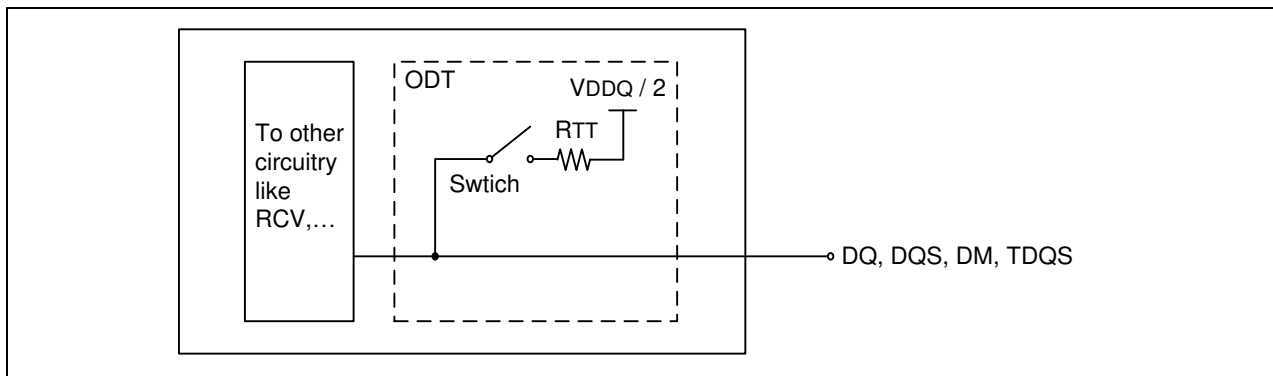 ODT
VDDQ / 2
To other
circuitry
like
RCV,…
RTT
Swtich
DQ, DQS, DM, TDQS